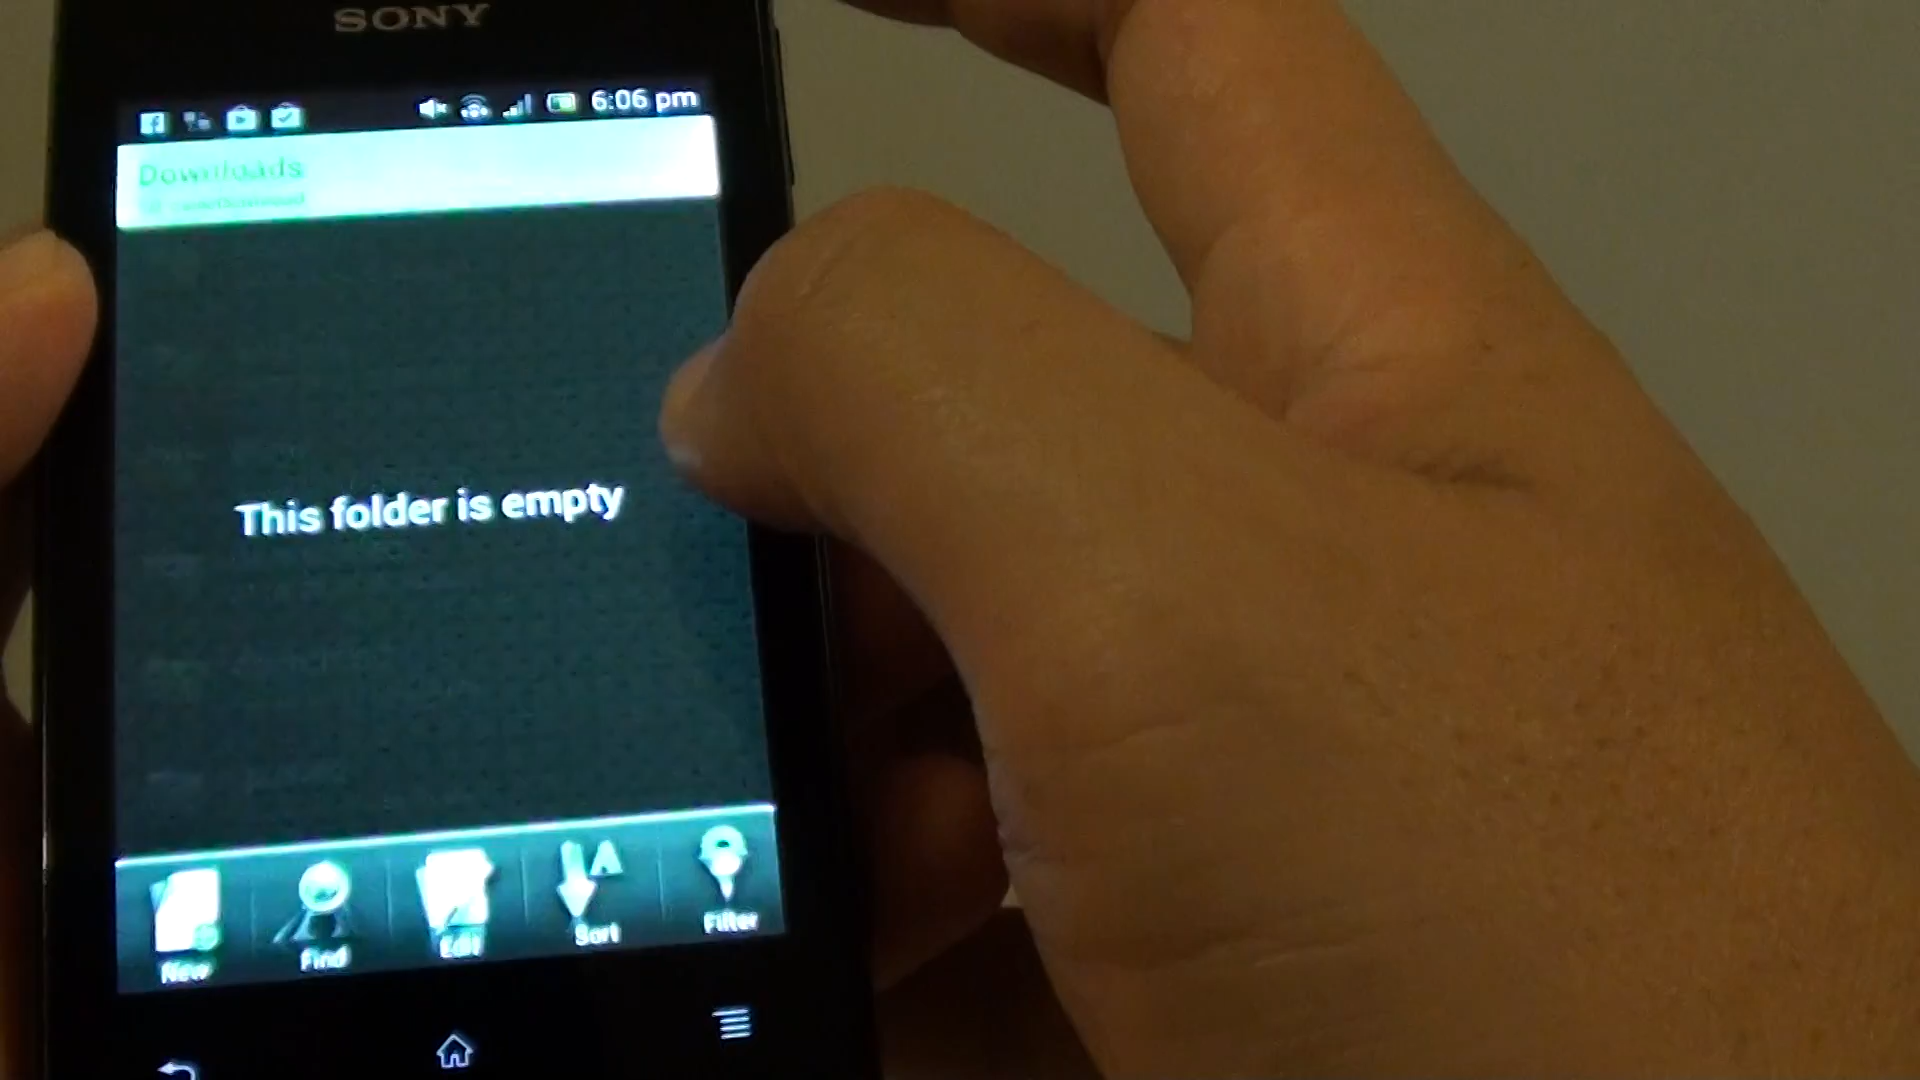 SONY
6:06 pm
Downloads
This folder is empty
New Find Edit Sort Filter